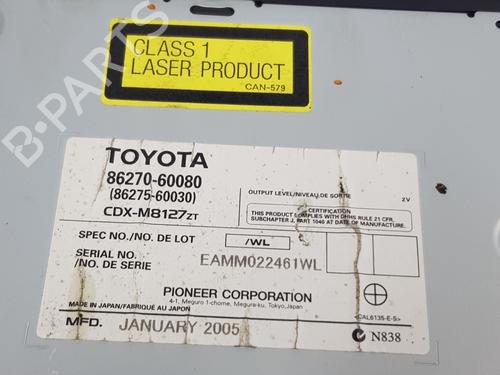 CLASS 1
LASER PRODUCT
CAN-579
B-PARTS
TOYOTA
86270-60080
(86275-60030)
CDX-M8127ZT
OUTPUT LEVEL/NIVEAU DE SORTIE 2V
CERTIFICATION
THIS PRODUCT COMPLIES WITH DHHS RULE 21 CFR,
SUBCHAPTER J, PART 1040 AT DATE OF MANUFACTURE
SPEC NO./NO. DE LOT /WL
SERIAL NO.
/NO. DE SERIE EAMM022461WL
PIONEER CORPORATION
4-1, Meguro 1-chome, Meguro-ku, Tokyo, Japan
MADE IN JAPAN/FABRIQUÉ AU JAPON
<CAL6135-E-S>
MFD. JANUARY 2005
N838